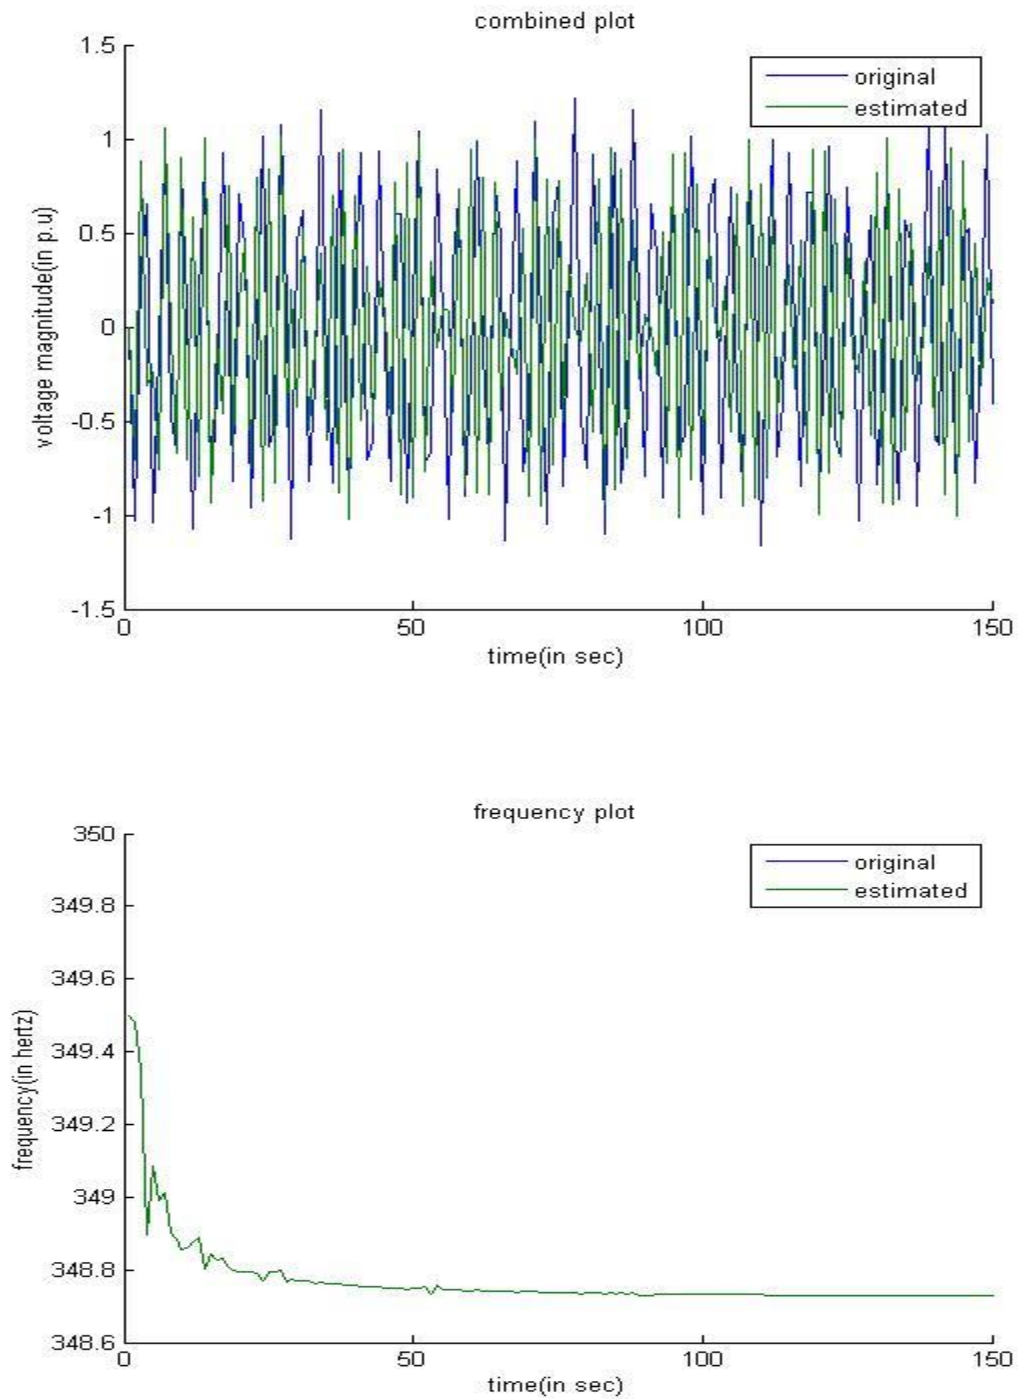 combined plot
1.5
original
estimated
1
0.5
voltage magnitude(in p.u)
0
-0.5
-1
-1.5
0
50
100
150
time(in sec)
frequency plot
350
original
349.8
estimated
349.6
349.4
frequency(in hertz)
349.2
349
348.8
348.6
0
50
100
150
time(in sec)